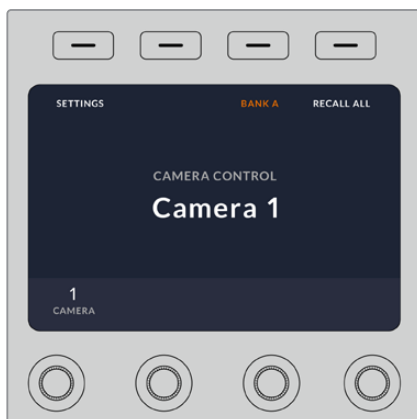 SETTINGS BANK A RECALL ALL
CAMERA CONTROL
Camera 1
1
CAMERA